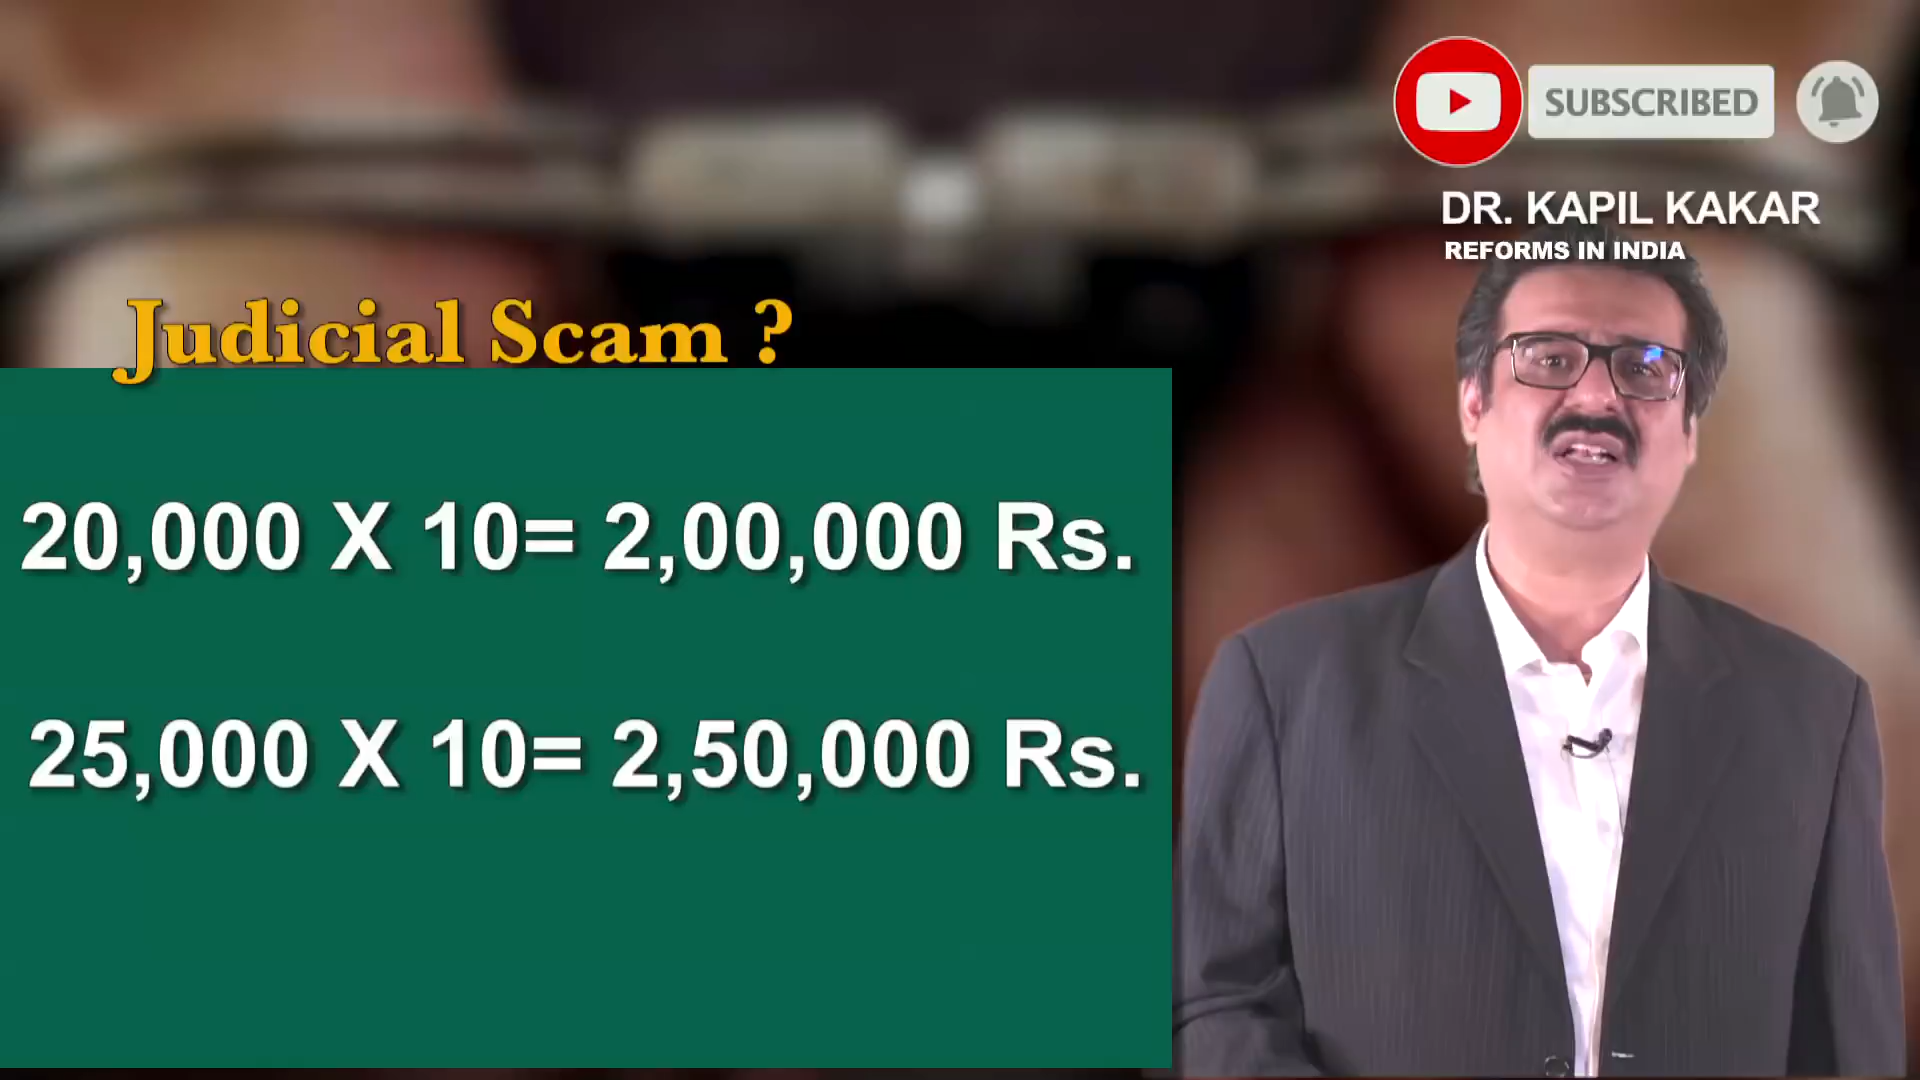 SUBSCRIBED
DR. KAPIL KAKAR
REFORMS IN INDIA
Judicial Scam ?
20,000 X 10= 2,00,000 Rs.
25,000 X 10= 2,50,000 Rs.